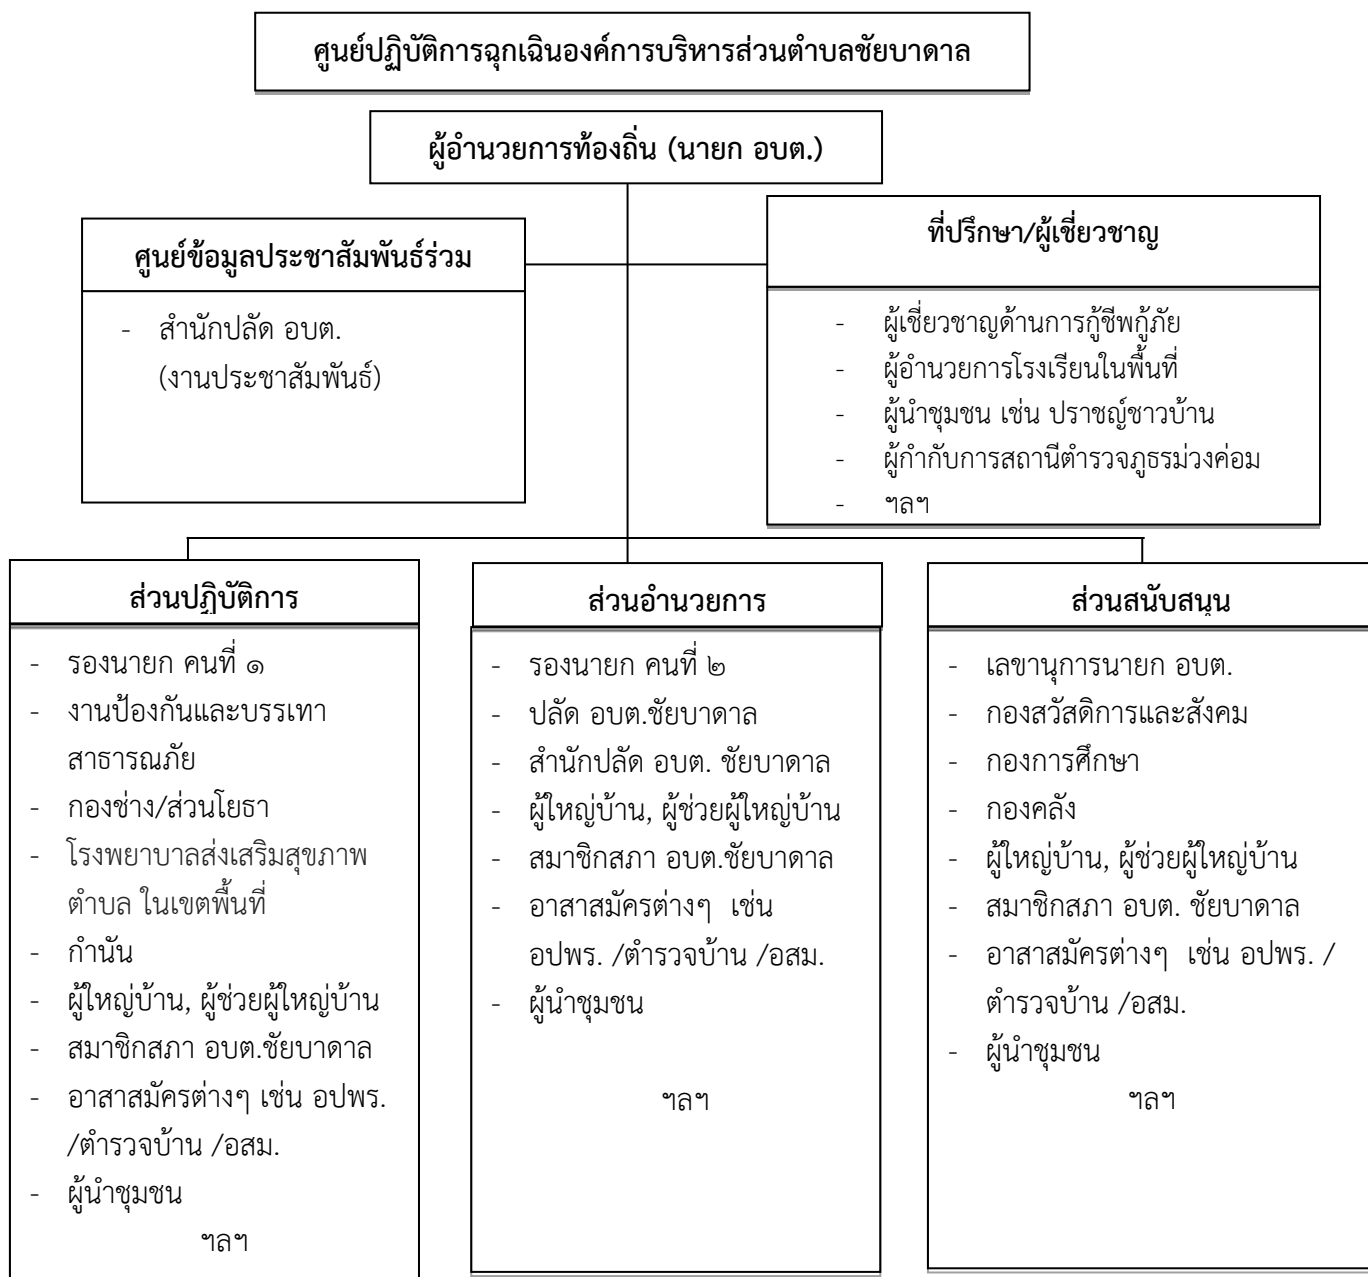 ศูนย์ปฏิบัติการฉุกเฉินองค์การบริหารส่วนตำบลชัยบาดาล
ผู้อำนวยการท้องถิ่น (นายก อบต.)
ศูนย์ข้อมูลประชาสัมพันธ์ร่วม
- สำนักปลัด อบต.
(งานประชาสัมพันธ์)
ที่ปรึกษา/ผู้เชี่ยวชาญ
- ผู้เชี่ยวชาญด้านการกู้ชีพกู้ภัย
- ผู้อำนวยการโรงเรียนในพื้นที่
- ผู้นำชุมชน เช่น ปราชญ์ชาวบ้าน
- ผู้กำกับการสถานีตำรวจภูธรม่วงค่อม
- ฯลฯ
ส่วนปฏิบัติการ
- รองนายก คนที่ ๑
- งานป้องกันและบรรเทา
สาธารณภัย
- กองช่าง/ส่วนโยธา
- โรงพยาบาลส่งเสริมสุขภาพ
ตำบล ในเขตพื้นที่
- กำนัน
- ผู้ใหญ่บ้าน, ผู้ช่วยผู้ใหญ่บ้าน
- สมาชิกสภา อบต.ชัยบาดาล
- อาสาสมัครต่างๆ เช่น อปพร.
/ตำรวจบ้าน /อสม.
- ผู้นำชุมชน
ฯลฯ
ส่วนอำนวยการ
- รองนายก คนที่ ๒
- ปลัด อบต.ชัยบาดาล
- สำนักปลัด อบต. ชัยบาดาล
- ผู้ใหญ่บ้าน, ผู้ช่วยผู้ใหญ่บ้าน
- สมาชิกสภา อบต.ชัยบาดาล
- อาสาสมัครต่างๆ เช่น
อปพร. /ตำรวจบ้าน /อสม.
- ผู้นำชุมชน
ฯลฯ
ส่วนสนับสนุน
- เลขานุการนายก อบต.
- กองสวัสดิการและสังคม
- กองการศึกษา
- กองคลัง
- ผู้ใหญ่บ้าน, ผู้ช่วยผู้ใหญ่บ้าน
- สมาชิกสภา อบต. ชัยบาดาล
- อาสาสมัครต่างๆ เช่น อปพร. /
ตำรวจบ้าน /อสม.
- ผู้นำชุมชน
ฯลฯ